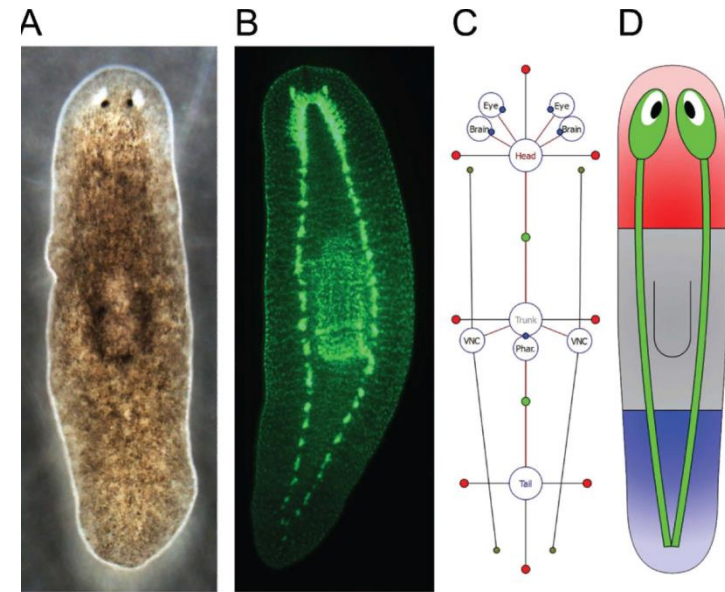 A B C D
Eye Eye
Brain Brain
Head
Trunk
VNC Phar. VNC
Tail